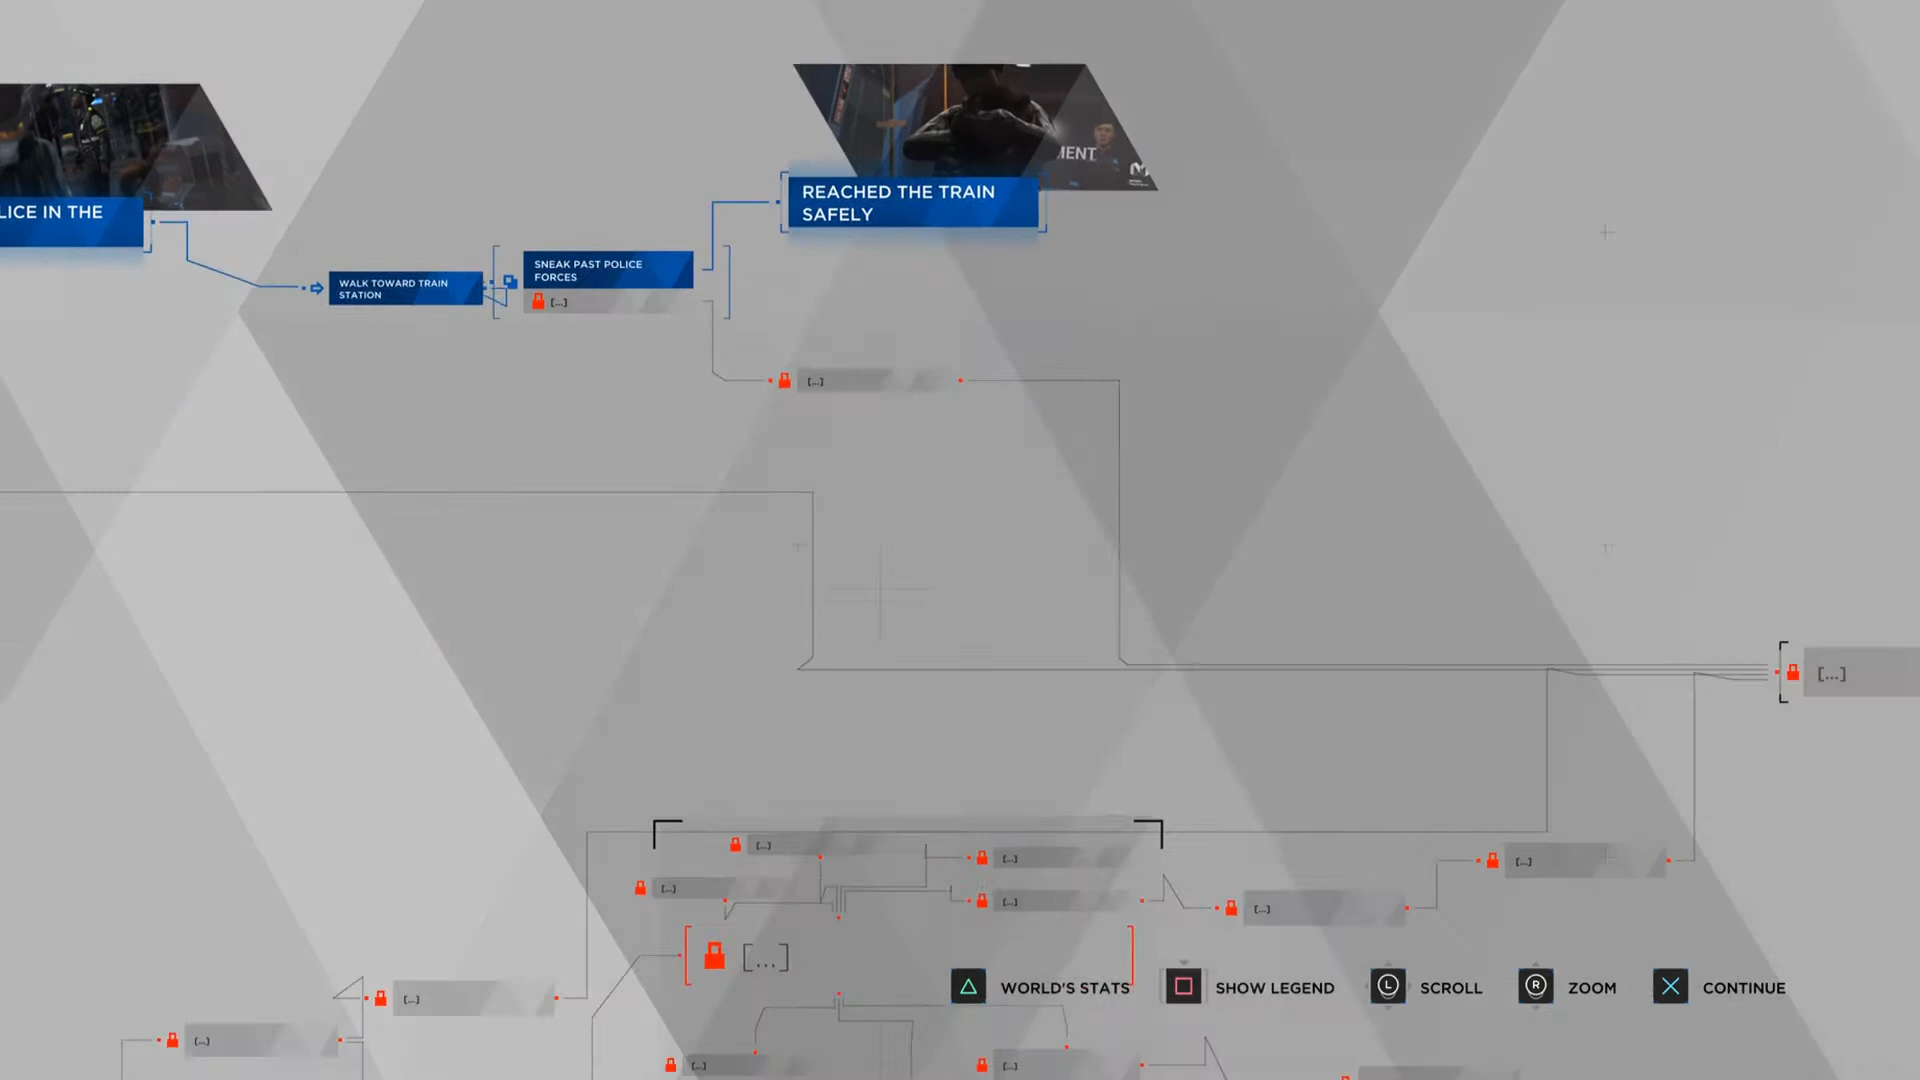 MENT
REACHED THE TRAIN
SAFELY
LICE IN THE
SNEAK PAST POLICE
FORCES
WALK TOWARD TRAIN
STATION
[...]
[...]
[...]
[...]
[...]
[...]
[...]
[...]
[...]
[...]
[...]
WORLD'S STATS
SHOW LEGEND
L
SCROLL
R
ZOOM
CONTINUE
[...]
[...]
[...]